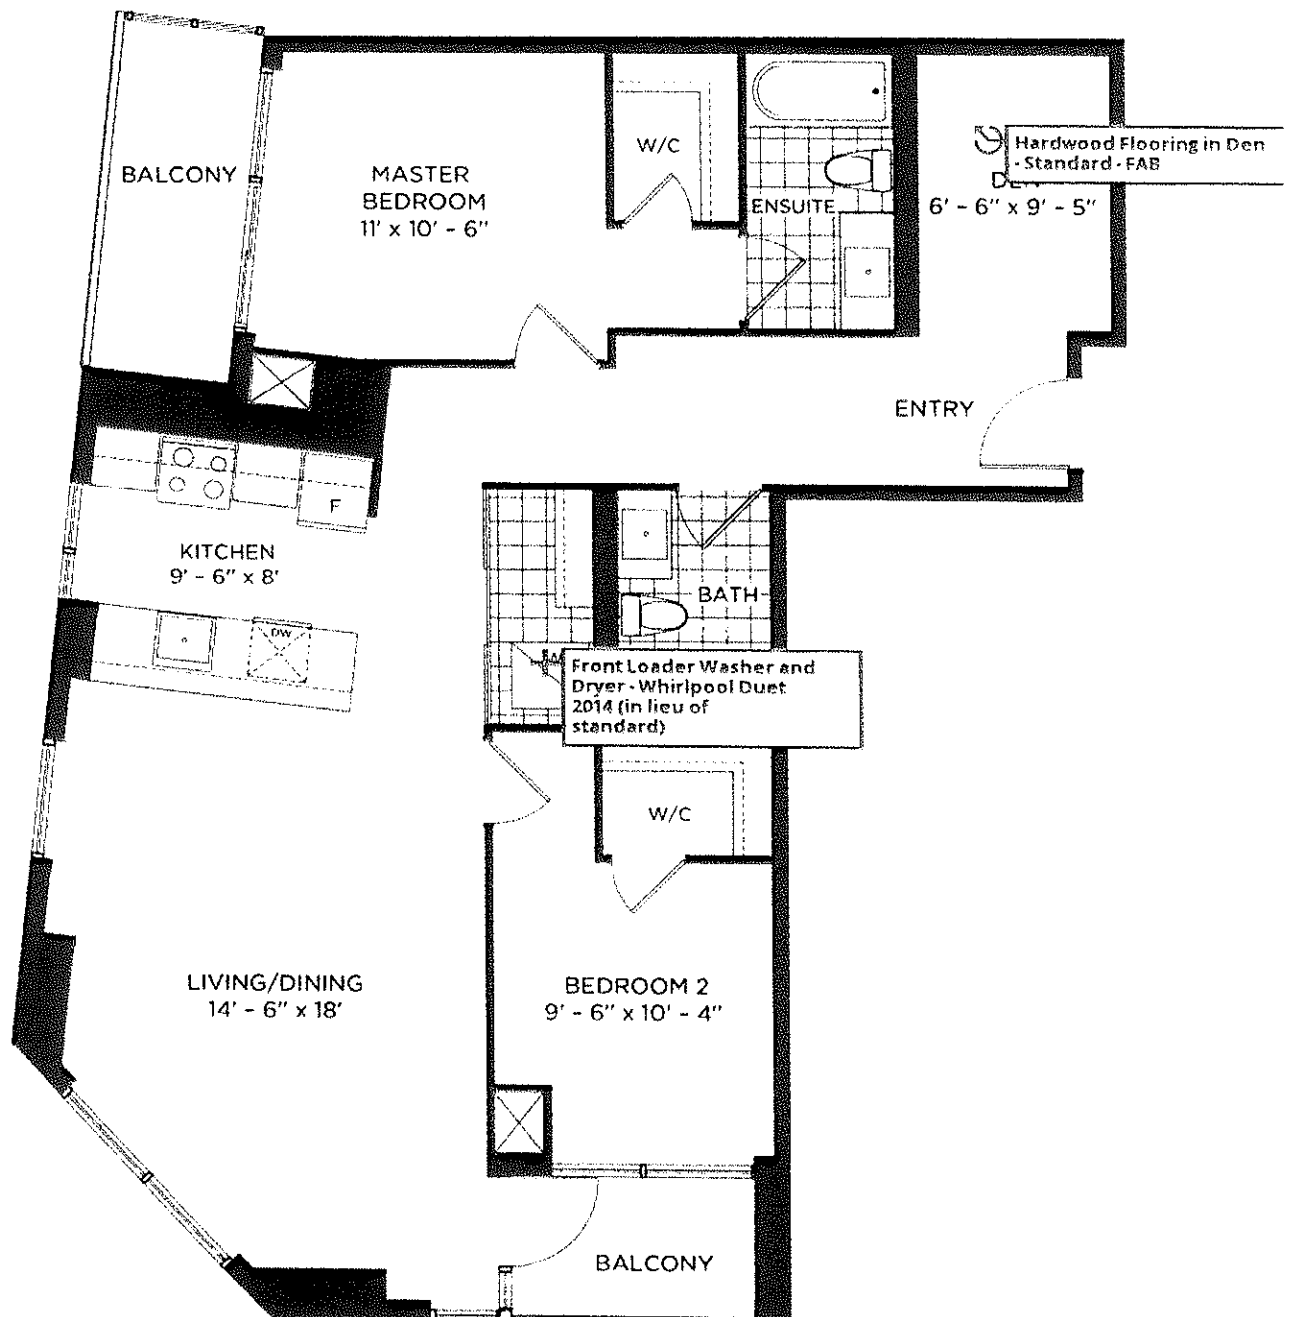 BALCONY
MASTER
BEDROOM
11' x 10' - 6"
W/C
ENSUITE
Hardwood Flooring in Den
- Standard - FAB
6' - 6" x 9' - 5"
ENTRY
F
KITCHEN
9' - 6" x 8'
DW
BATH
Front Loader Washer and
Dryer - Whirlpool Duet
2014 (in lieu of
standard)
W/C
LIVING/DINING
14' - 6" x 18'
BEDROOM 2
9' - 6" x 10' - 4"
BALCONY